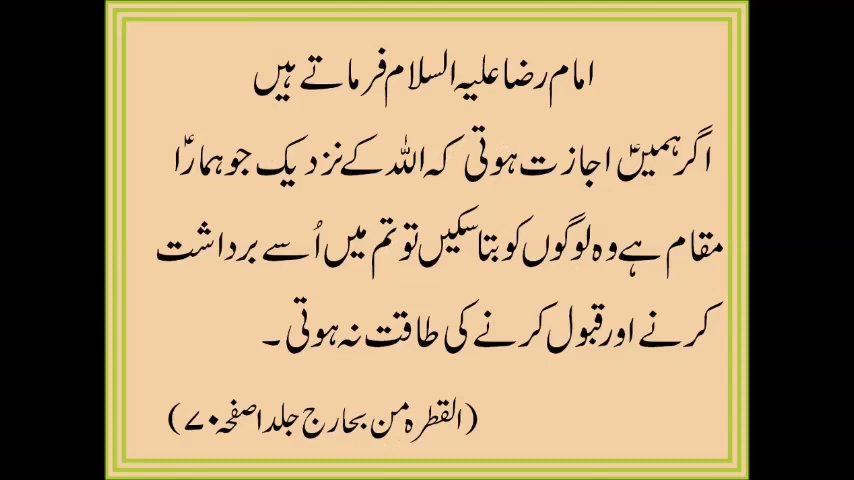 امام رضا علیہ السلام فرماتے ہیں
اگر ہمیںؑ اجازت ہوتی کہ اللہ کے نزدیک جو ہماراؑ
مقام ہے وہ لوگوں کو بتا سکیں تو تم میں اُسے برداشت
کرنے اور قبول کرنے کی طاقت نہ ہوتی ۔
(القطرہ من بحار ج جلد ا صفحہ ۷۰)